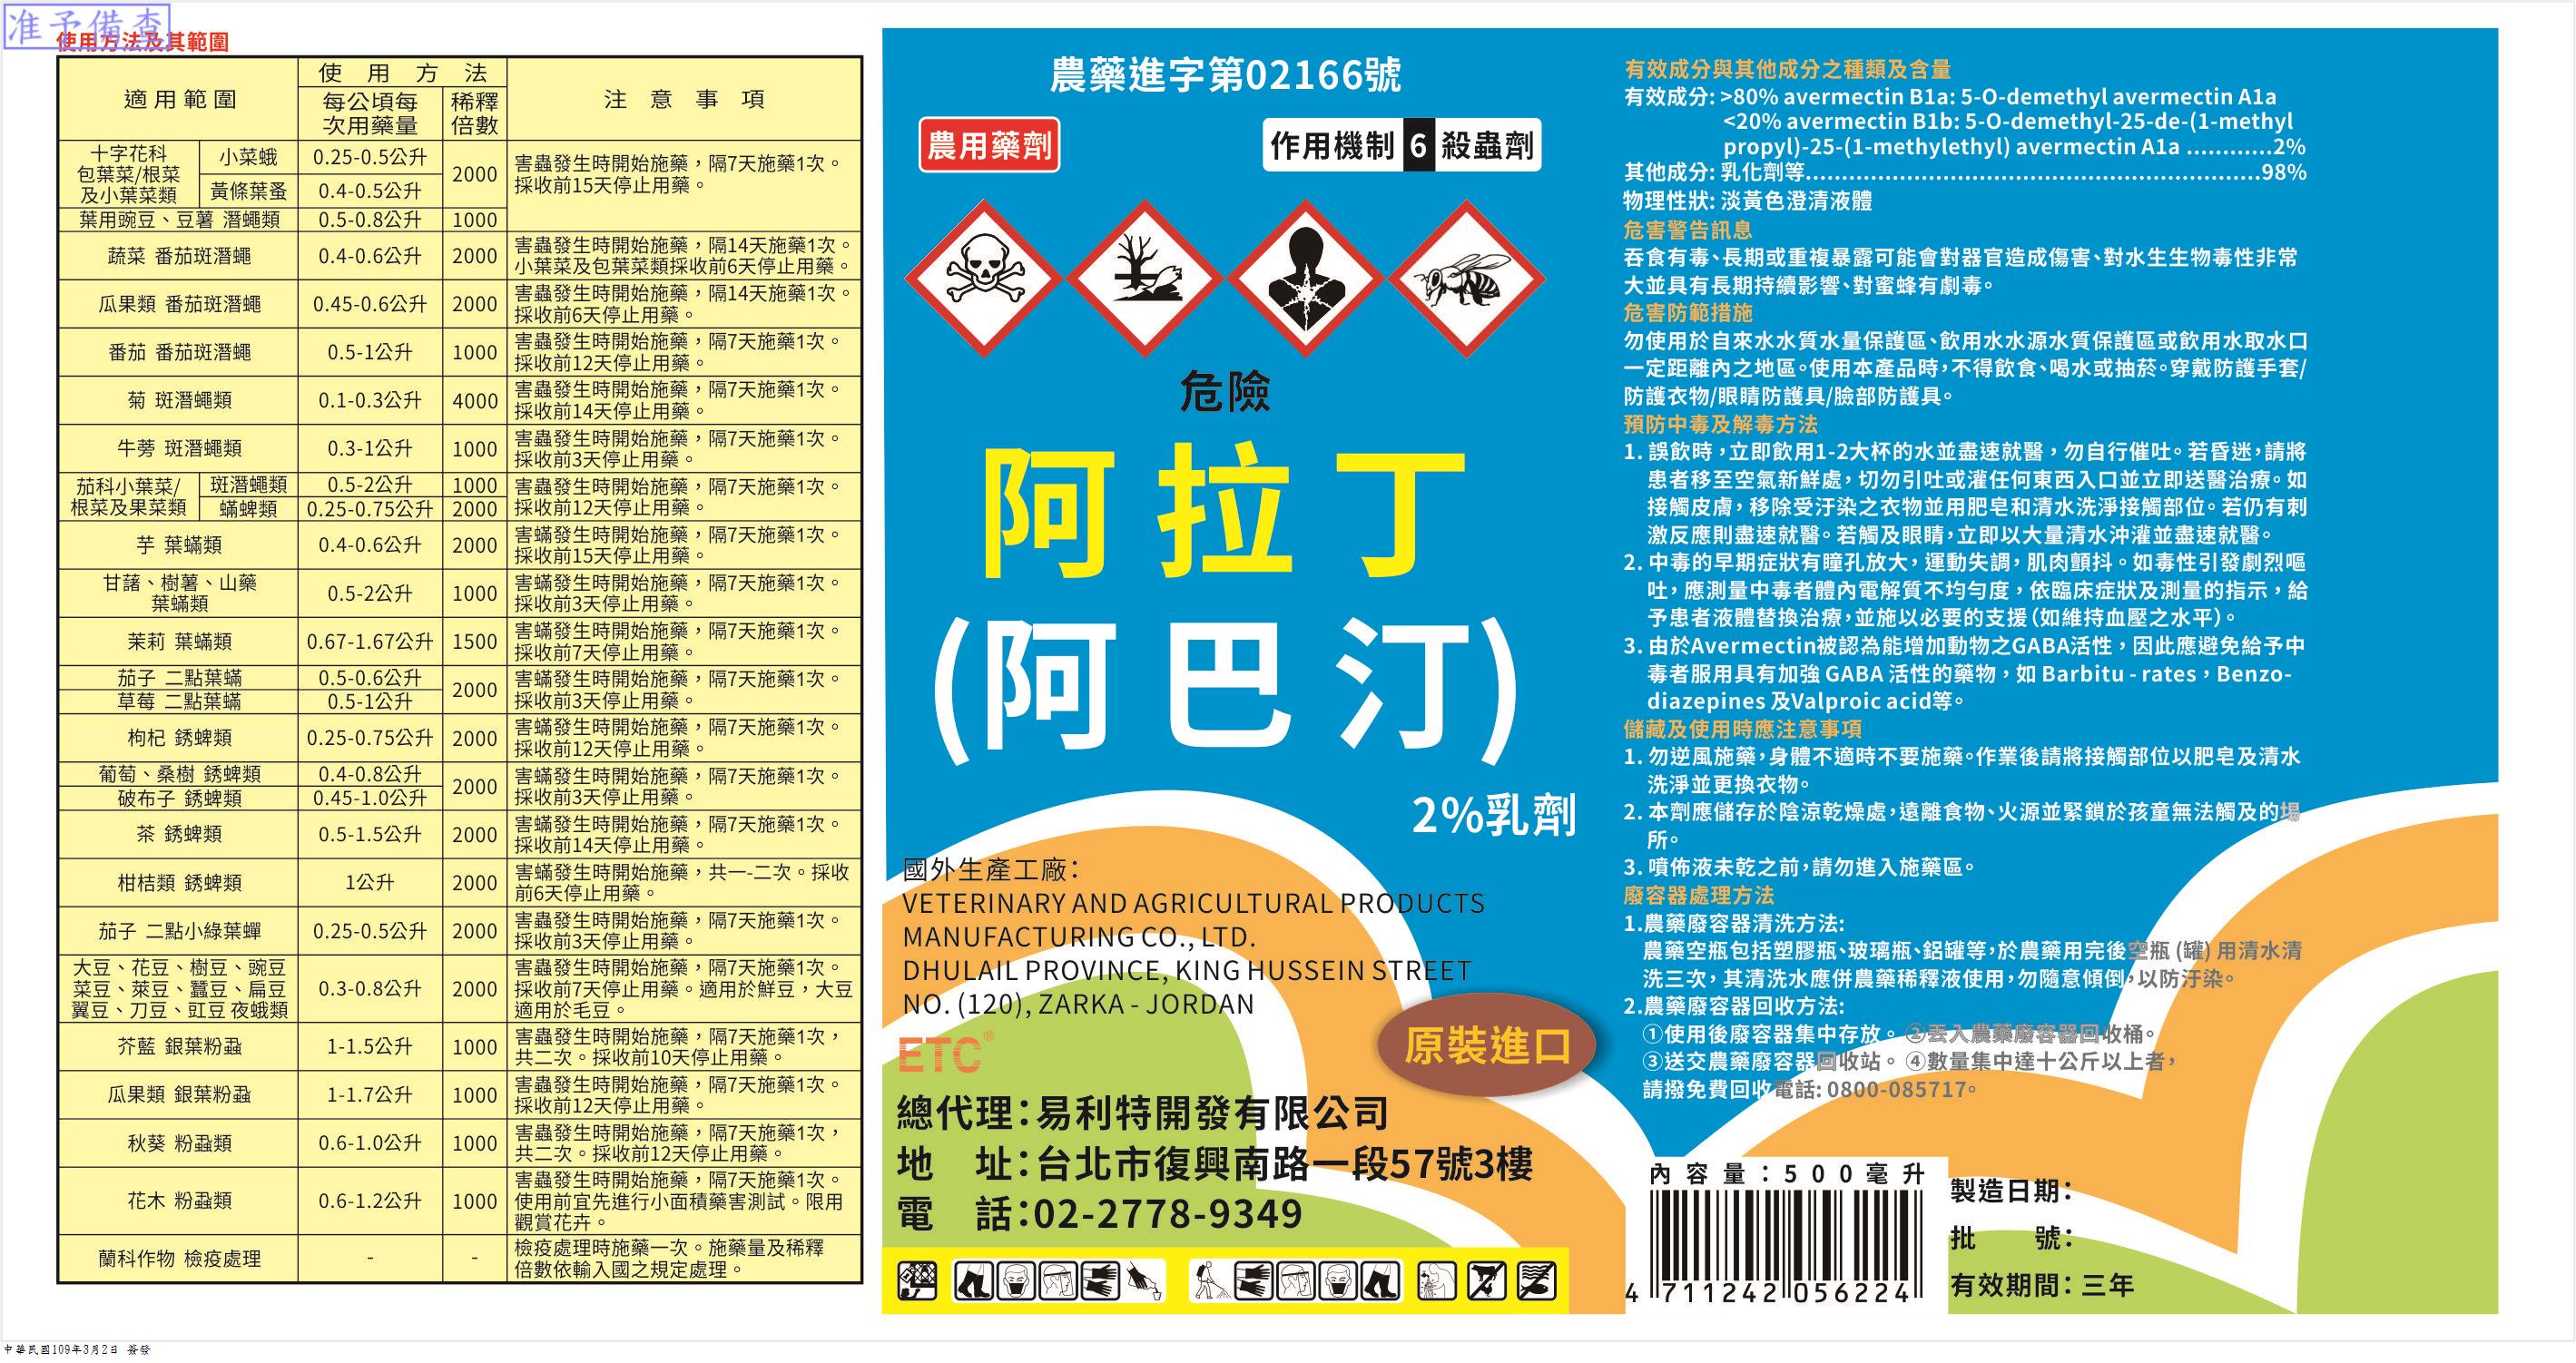 准予備查
使用方法及其範圍
適用範圍
使用方法
注意事項
每公頃每
次用藥量
稀釋
倍數
十字花科
包葉菜/根菜
及小葉菜類
小菜蛾
0.25-0.5公升
2000
害蟲發生時開始施藥，隔7天施藥1次。
採收前15天停止用藥。
黃條葉蚤
0.4-0.5公升
葉用豌豆、豆薯 潛蠅類
0.5-0.8公升
1000
蔬菜 番茄斑潛蠅
0.4-0.6公升
2000
害蟲發生時開始施藥，隔14天施藥1次。
小葉菜及包葉菜類採收前6天停止用藥。
瓜果類 番茄斑潛蠅
0.45-0.6公升
2000
害蟲發生時開始施藥，隔14天施藥1次。
採收前6天停止用藥。
番茄 番茄斑潛蠅
0.5-1公升
1000
害蟲發生時開始施藥，隔7天施藥1次。
採收前12天停止用藥。
菊 斑潛蠅類
0.1-0.3公升
4000
害蟲發生時開始施藥，隔7天施藥1次。
採收前14天停止用藥。
牛蒡 斑潛蠅類
0.3-1公升
1000
害蟲發生時開始施藥，隔7天施藥1次。
採收前3天停止用藥。
茄科小葉菜/
根菜及果菜類
斑潛蠅類
0.5-2公升
1000
害蟲發生時開始施藥，隔7天施藥1次。
採收前12天停止用藥。
蟎蜱類
0.25-0.75公升
2000
芋 葉蟎類
0.4-0.6公升
2000
害蟎發生時開始施藥，隔7天施藥1次。
採收前15天停止用藥。
甘藷、樹薯、山藥
葉蟎類
0.5-2公升
1000
害蟎發生時開始施藥，隔7天施藥1次。
採收前3天停止用藥。
茉莉 葉蟎類
0.67-1.67公升
1500
害蟎發生時開始施藥，隔7天施藥1次。
採收前7天停止用藥。
茄子 二點葉蟎
0.5-0.6公升
2000
害蟎發生時開始施藥，隔7天施藥1次。
採收前3天停止用藥。
草莓 二點葉蟎
0.5-1公升
枸杞 銹蜱類
0.25-0.75公升
2000
害蟎發生時開始施藥，隔7天施藥1次。
採收前12天停止用藥。
葡萄、桑樹 銹蜱類
0.4-0.8公升
2000
害蟎發生時開始施藥，隔7天施藥1次。
採收前3天停止用藥。
破布子 銹蜱類
0.45-1.0公升
茶 銹蜱類
0.5-1.5公升
2000
害蟎發生時開始施藥，隔7天施藥1次。
採收前14天停止用藥。
柑桔類 銹蜱類
1公升
2000
害蟎發生時開始施藥，共一-二次。採收
前6天停止用藥。
茄子 二點小綠葉蟬
0.25-0.5公升
2000
害蟲發生時開始施藥，隔7天施藥1次。
採收前3天停止用藥。
大豆、花豆、樹豆、豌豆
菜豆、萊豆、蠶豆、扁豆
翼豆、刀豆、豇豆 夜蛾類
0.3-0.8公升
2000
害蟲發生時開始施藥，隔7天施藥1次。
採收前7天停止用藥。適用於鮮豆，大豆
適用於毛豆。
芥藍 銀葉粉蝨
1-1.5公升
1000
害蟲發生時開始施藥，隔7天施藥1次，
共二次。採收前10天停止用藥。
瓜果類 銀葉粉蝨
1-1.7公升
1000
害蟲發生時開始施藥，隔7天施藥1次。
採收前12天停止用藥。
秋葵 粉蝨類
0.6-1.0公升
1000
害蟲發生時開始施藥，隔7天施藥1次，
共二次。採收前12天停止用藥。
花木 粉蝨類
0.6-1.2公升
1000
害蟲發生時開始施藥，隔7天施藥1次。
使用前宜先進行小面積藥害測試。限用
觀賞花卉。
蘭科作物 檢疫處理
-
-
檢疫處理時施藥一次。施藥量及稀釋
倍數依輸入國之規定處理。
農藥進字第02166號
農用藥劑
作用機制 6 殺蟲劑
危險
阿拉丁
(阿巴汀)
2%乳劑
國外生產工廠：
VETERINARY AND AGRICULTURAL PRODUCTS
MANUFACTURING CO., LTD.
DHULAIL PROVINCE, KING HUSSEIN STREET
NO. (120), ZARKA - JORDAN
ETC®
原裝進口
總代理：易利特開發有限公司
地　址：台北市復興南路一段57號3樓
電　話：02-2778-9349
有效成分與其他成分之種類及含量
有效成分: >80% avermectin B1a: 5-O-demethyl avermectin A1a
<20% avermectin B1b: 5-O-demethyl-25-de-(1-methyl
propyl)-25-(1-methylethyl) avermectin A1a ............2%
其他成分: 乳化劑等................................................................98%
物理性狀: 淡黃色澄清液體
危害警告訊息
吞食有毒、長期或重複暴露可能會對器官造成傷害、對水生生物毒性非常
大並具有長期持續影響、對蜜蜂有劇毒。
危害防範措施
勿使用於自來水水質水量保護區、飲用水水源水質保護區或飲用水取水口
一定距離內之地區。使用本產品時，不得飲食、喝水或抽菸。穿戴防護手套/
防護衣物/眼睛防護具/臉部防護具。
預防中毒及解毒方法
1. 誤飲時，立即飲用1-2大杯的水並盡速就醫，勿自行催吐。若昏迷，請將
患者移至空氣新鮮處，切勿引吐或灌任何東西入口並立即送醫治療。如
接觸皮膚，移除受汙染之衣物並用肥皂和清水洗淨接觸部位。若仍有刺
激反應則盡速就醫。若觸及眼睛，立即以大量清水沖灌並盡速就醫。
2. 中毒的早期症狀有瞳孔放大，運動失調，肌肉顫抖。如毒性引發劇烈嘔
吐，應測量中毒者體內電解質不均勻度，依臨床症狀及測量的指示，給
予患者液體替換治療，並施以必要的支援（如維持血壓之水平）。
3. 由於Avermectin被認為能增加動物之GABA活性，因此應避免給予中
毒者服用具有加強 GABA 活性的藥物，如 Barbitu - rates，Benzo-
diazepines 及Valproic acid等。
儲藏及使用時應注意事項
1. 勿逆風施藥，身體不適時不要施藥。作業後請將接觸部位以肥皂及清水
洗淨並更換衣物。
2. 本劑應儲存於陰涼乾燥處，遠離食物、火源並緊鎖於孩童無法觸及的場
所。
3. 噴佈液未乾之前，請勿進入施藥區。
廢容器處理方法
1.農藥廢容器清洗方法:
農藥空瓶包括塑膠瓶、玻璃瓶、鋁罐等，於農藥用完後空瓶 (罐) 用清水清
洗三次，其清洗水應併農藥稀釋液使用，勿隨意傾倒，以防汙染。
2.農藥廢容器回收方法:
①使用後廢容器集中存放。 ②丟入農藥廢容器回收桶。
③送交農藥廢容器回收站。 ④數量集中達十公斤以上者，
請撥免費回收電話: 0800-085717。
內容量：500毫升
4 711242 056224
製造日期：
批　　號：
有效期間：三年
中華民國109年3月2日 簽發